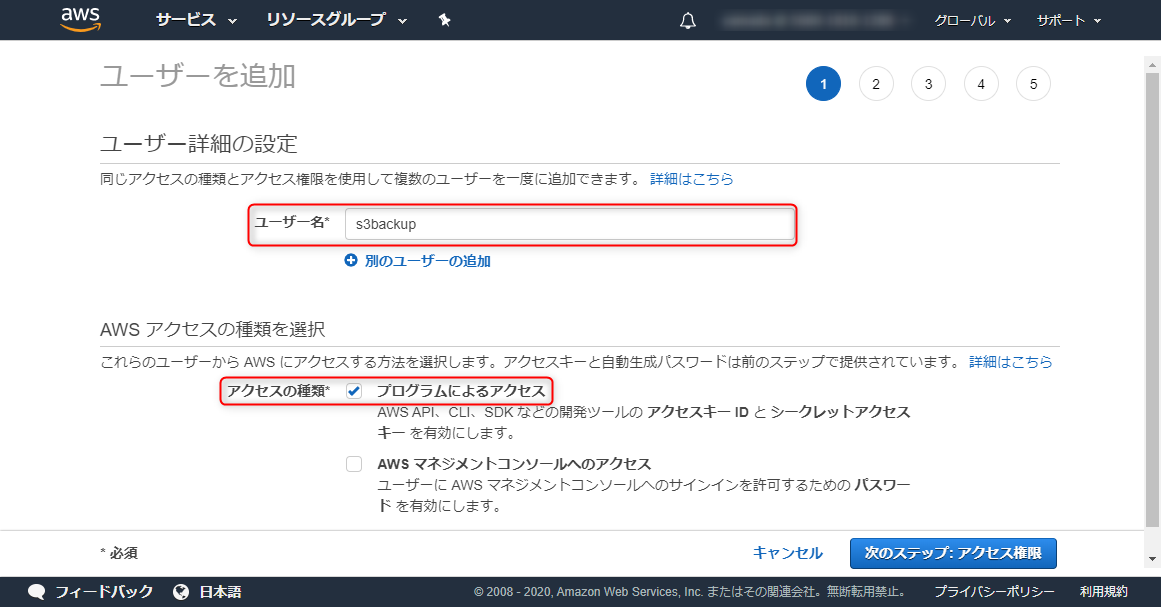 aws サービス リソースグループ グローバル サポート
ユーザーを追加
1 2 3 4 5
ユーザー詳細の設定
同じアクセスの種類とアクセス権限を使用して複数のユーザーを一度に追加できます。 詳細はこちら
ユーザー名* s3backup
別のユーザーの追加
AWS アクセスの種類を選択
これらのユーザーから AWS にアクセスする方法を選択します。アクセスキーと自動生成パスワードは前のステップで提供されています。 詳細はこちら
アクセスの種類* プログラムによるアクセス
AWS API、CLI、SDK などの開発ツールの アクセスキー ID と シークレットアクセス
キー を有効にします。
AWS マネジメントコンソールへのアクセス
ユーザーに AWS マネジメントコンソールへのサインインを許可するための パスワー
ド を有効にします。
* 必須 キャンセル 次のステップ: アクセス権限
フィードバック 日本語 © 2008 - 2020, Amazon Web Services, Inc. またはその関連会社。無断転用禁止。 プライバシーポリシー 利用規約